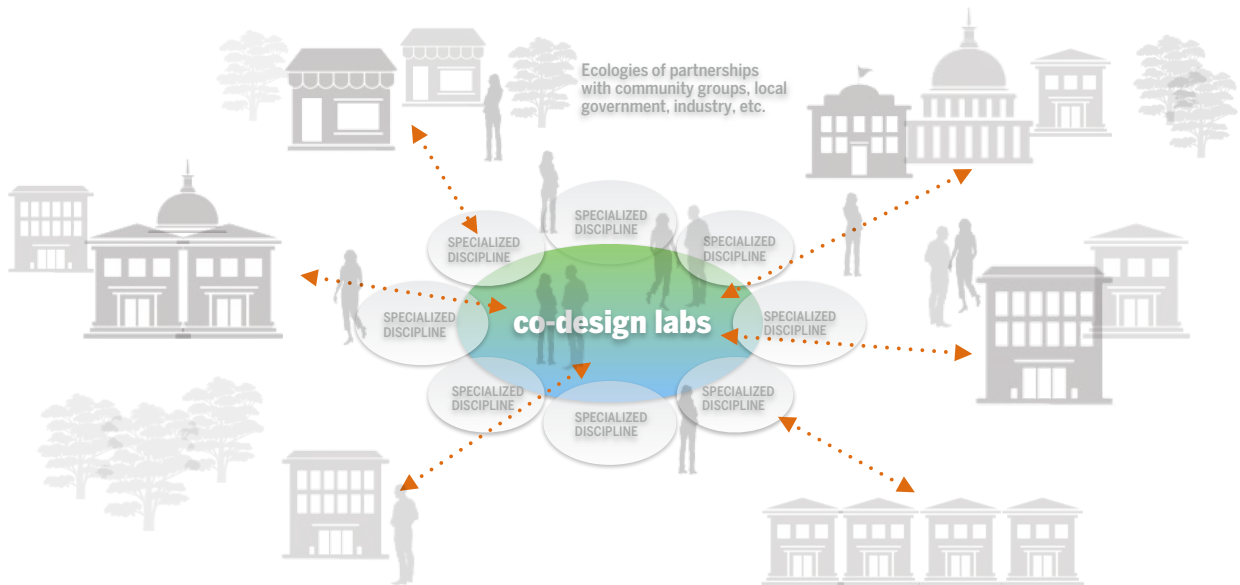 Ecologies of partnerships
with community groups, local
government, industry, etc.
SPECIALIZED
DISCIPLINE
SPECIALIZED
DISCIPLINE
SPECIALIZED
DISCIPLINE
SPECIALIZED
DISCIPLINE
co-design labs
SPECIALIZED
DISCIPLINE
SPECIALIZED
DISCIPLINE
SPECIALIZED
DISCIPLINE
SPECIALIZED
DISCIPLINE